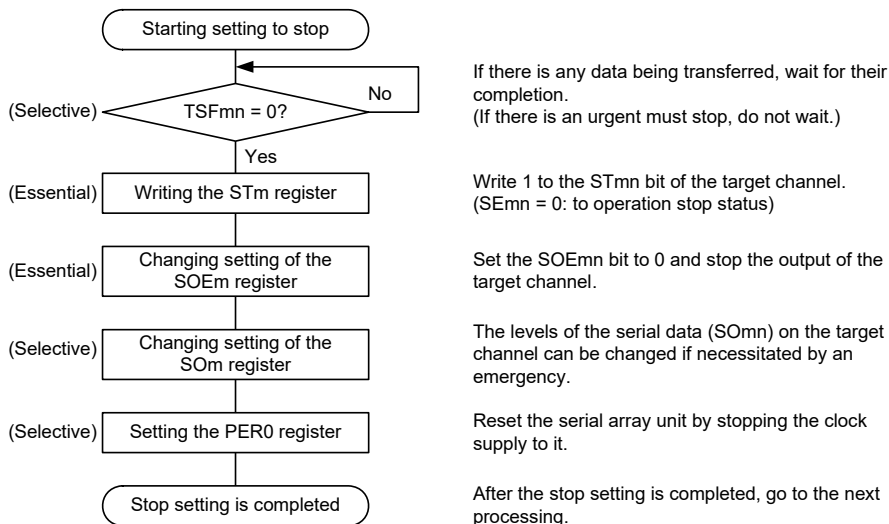 Starting setting to stop
No
If there is any data being transferred, wait for their
completion.
(If there is an urgent must stop, do not wait.)
(Selective)
TSFmn = 0?
Yes
(Essential)
Writing the STm register
Write 1 to the STmn bit of the target channel.
(SEmn = 0: to operation stop status)
(Essential)
Changing setting of the
SOEm register
Set the SOEmn bit to 0 and stop the output of the
target channel.
(Selective)
Changing setting of the
SOm register
The levels of the serial data (SOmn) on the target
channel can be changed if necessitated by an
emergency.
(Selective)
Setting the PER0 register
Reset the serial array unit by stopping the clock
supply to it.
Stop setting is completed
After the stop setting is completed, go to the next
processing.